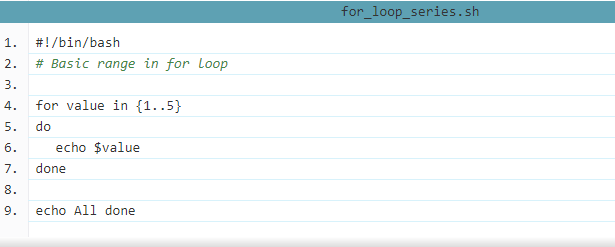 for_loop_series.sh
1. #!/bin/bash
2. # Basic range in for loop
3.
4. for value in {1..5}
5. do
6. echo $value
7. done
8.
9. echo All done